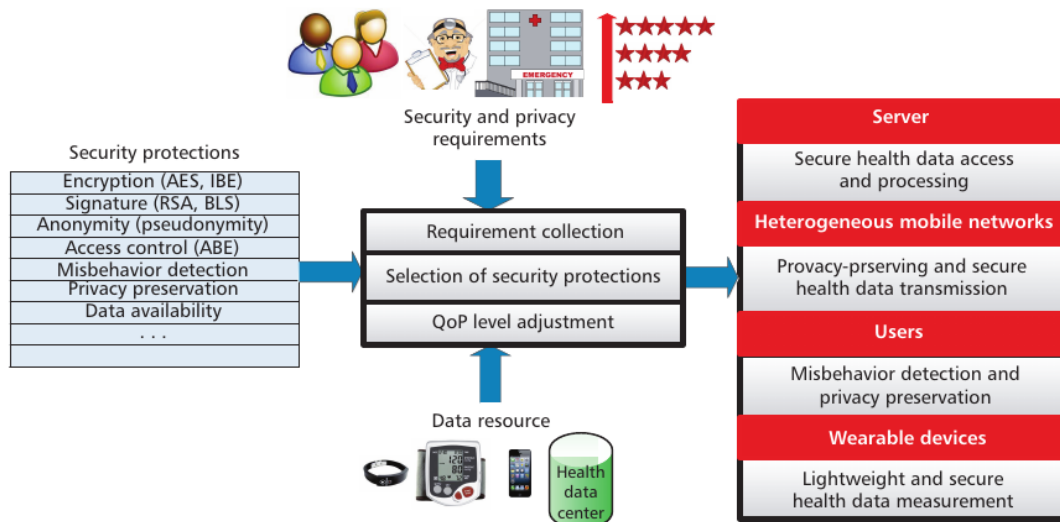 EMERGENCY
Security and privacy
requirements
Security protections
Encryption (AES, IBE)
Signature (RSA, BLS)
Anonymity (pseudonymity)
Access control (ABE)
Misbehavior detection
Privacy preservation
Data availability
. . .
Requirement collection
Selection of security protections
QoP level adjustment
Data resource
120
80
Health
data
center
Server
Secure health data access
and processing
Heterogeneous mobile networks
Provacy-prserving and secure
health data transmission
Users
Misbehavior detection and
privacy preservation
Wearable devices
Lightweight and secure
health data measurement